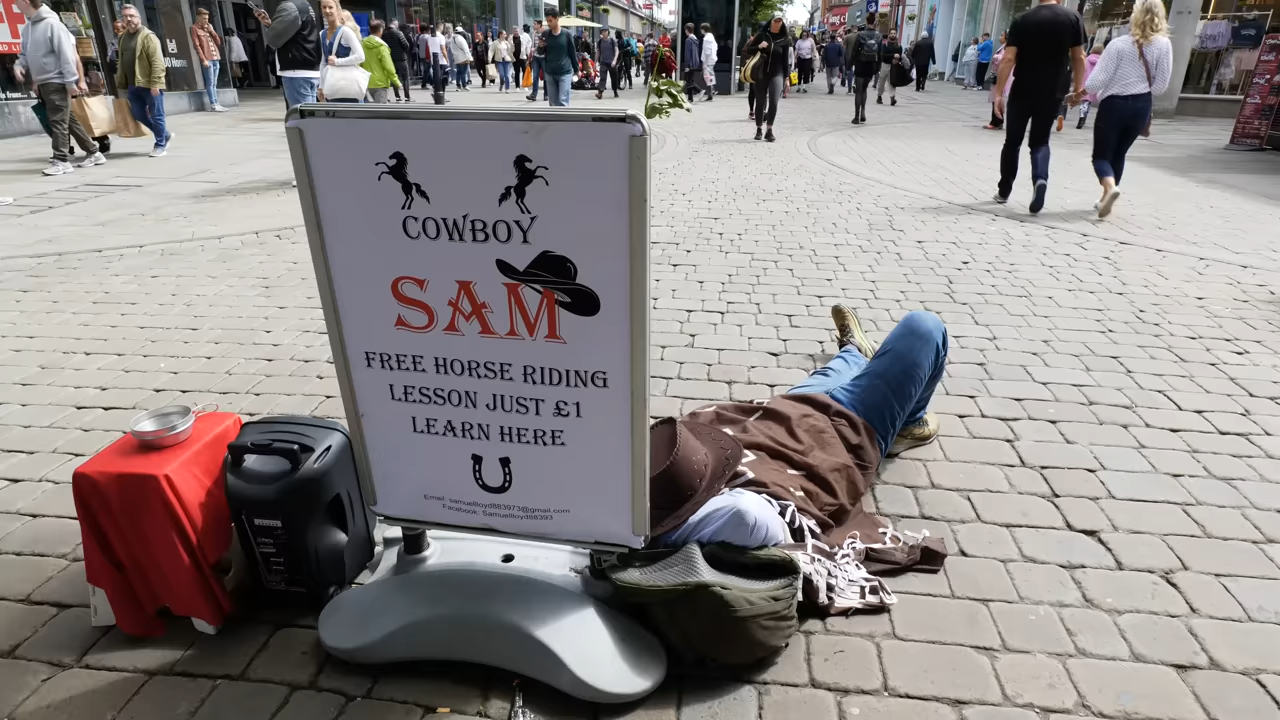 COWBOY
SAM
FREE HORSE RIDING
LESSON JUST £1
LEARN HERE
Email: samuellloyd883973@gmail.com
Facebook: Samuellloyd88393